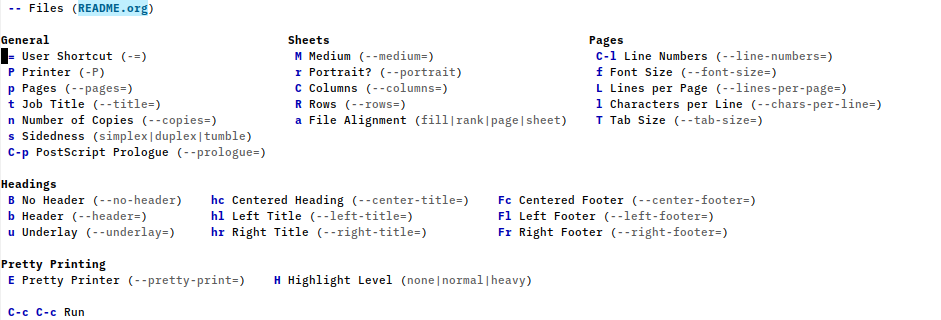 -- Files (README.org)
General Sheets Pages
= User Shortcut (-=) M Medium (--medium=) C-l Line Numbers (--line-numbers=)
P Printer (-P) r Portrait? (--portrait) f Font Size (--font-size=)
p Pages (--pages=) C Columns (--columns=) L Lines per Page (--lines-per-page=)
t Job Title (--title=) R Rows (--rows=) l Characters per Line (--chars-per-line=)
n Number of Copies (--copies=) a File Alignment (fill|rank|page|sheet) T Tab Size (--tab-size=)
s Sidedness (simplex|duplex|tumble)
C-p PostScript Prologue (--prologue=)
Headings
B No Header (--no-header) hc Centered Heading (--center-title=) Fc Centered Footer (--center-footer=)
b Header (--header=) hl Left Title (--left-title=) Fl Left Footer (--left-footer=)
u Underlay (--underlay=) hr Right Title (--right-title=) Fr Right Footer (--right-footer=)
Pretty Printing
E Pretty Printer (--pretty-print=) H Highlight Level (none|normal|heavy)
C-c C-c Run